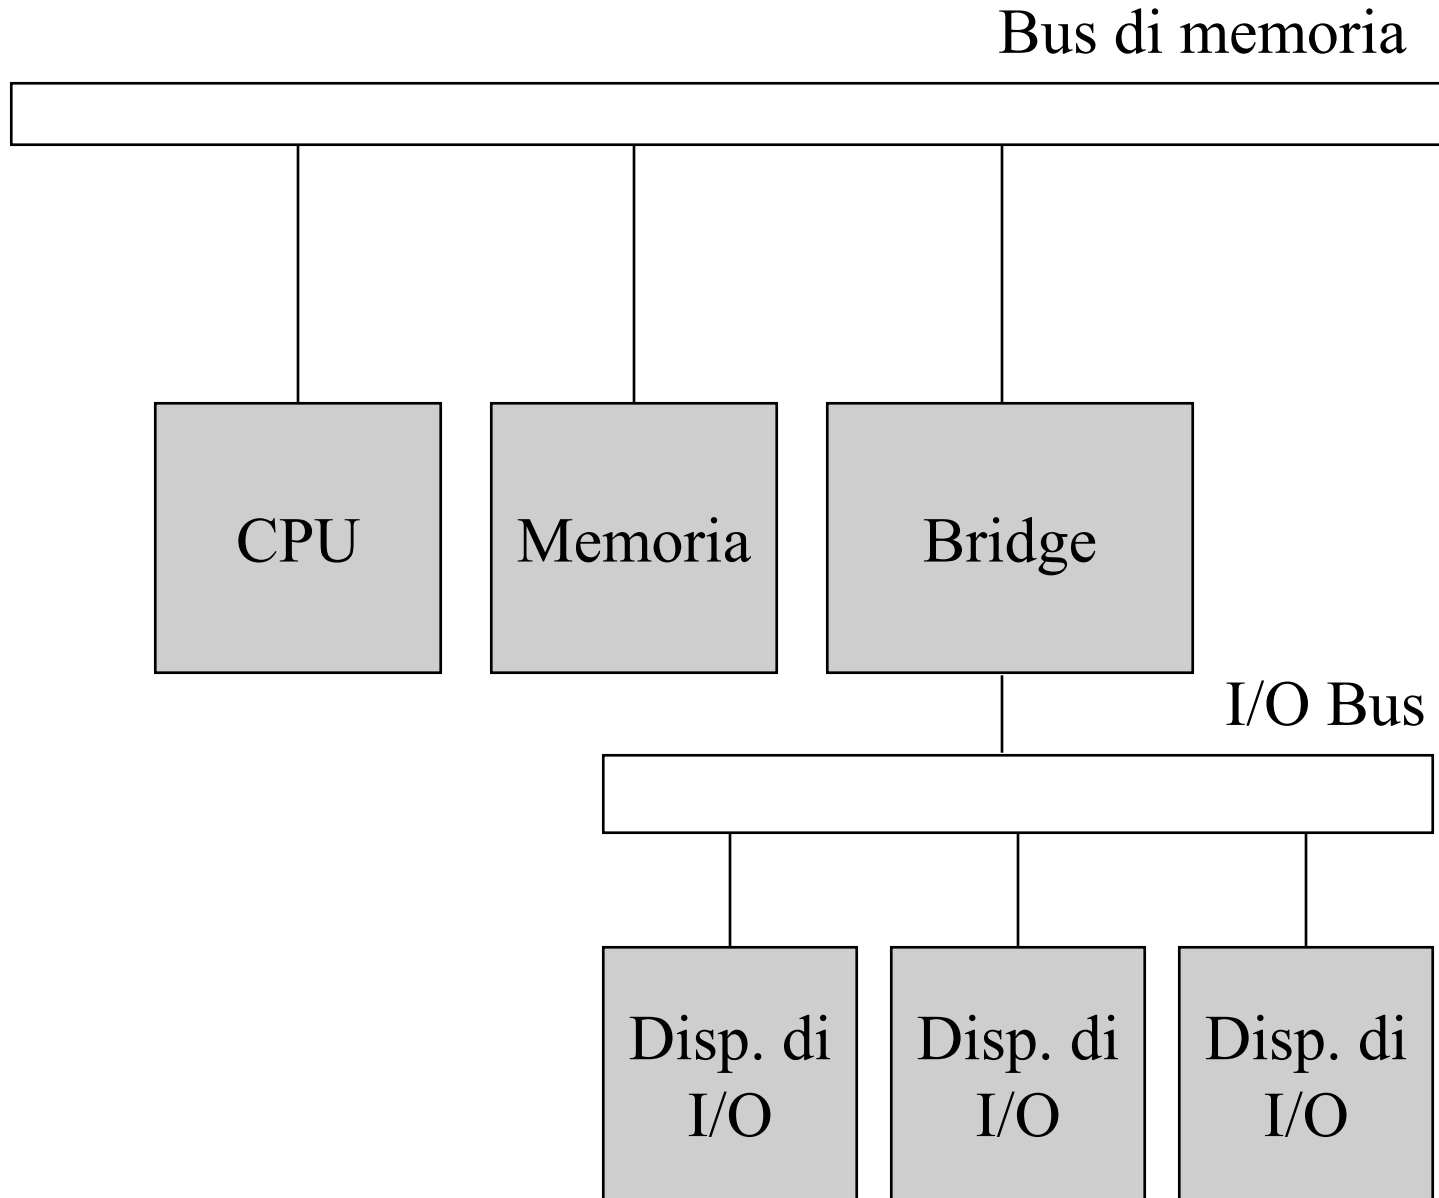 Bus di memoria
CPU
Memoria
Bridge
I/O Bus
Disp. di
I/O
Disp. di
I/O
Disp. di
I/O